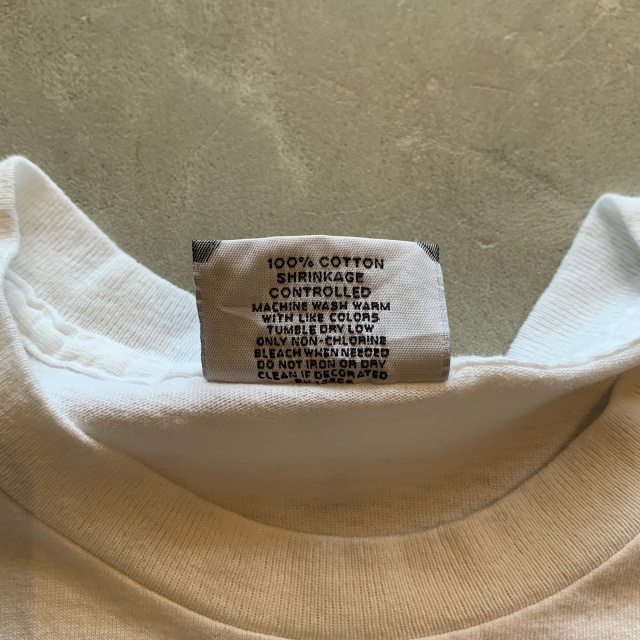 100% COTTON
SHRINKAGE
CONTROLLED
MACHINE WASH WARM
WITH LIKE COLORS
TUMBLE DRY LOW
ONLY NON-CHLORINE
BLEACH WHEN NEEDED
DO NOT IRON OR DRY
CLEAN IF DECORATED